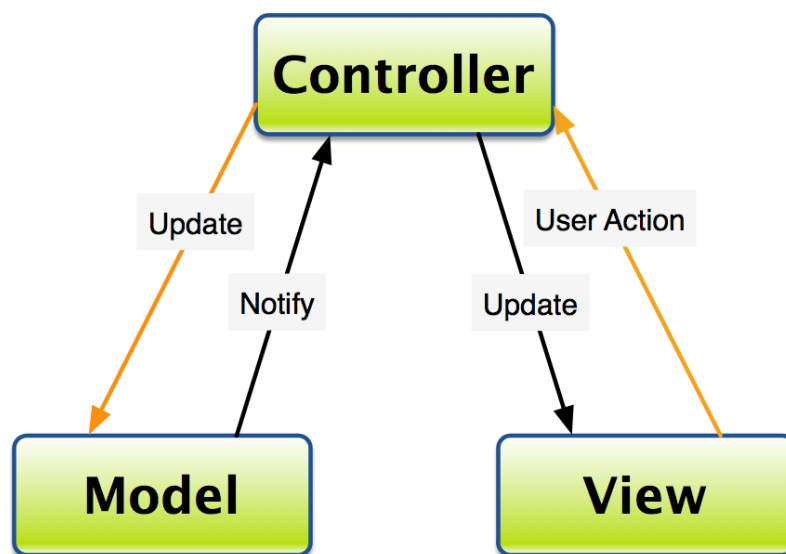 Controller
Update
User Action
Notify
Update
Model
View